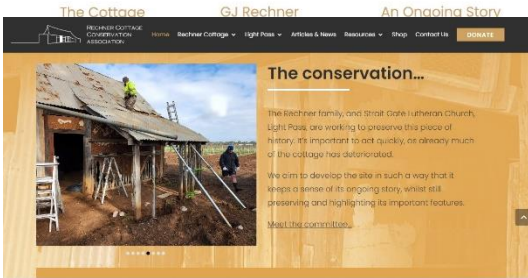 The Cottage GJ Rechner An Ongoing Story
RECHNER COTTAGE
CONSERVATION
ASSOCIATION
Home Rechner Cottage Light Pass Articles & News Resources Shop Contact Us DONATE
The conservation...
The Rechner family, and Strait Gate Lutheran Church,
Light Pass, are working to preserve this piece of
history. It's important to act quickly, as already much
of the cottage has deteriorated.
We aim to develop the site in such a way that it
keeps a sense of its ongoing story, whilst still
preserving and highlighting its important features.
Meet the committee...